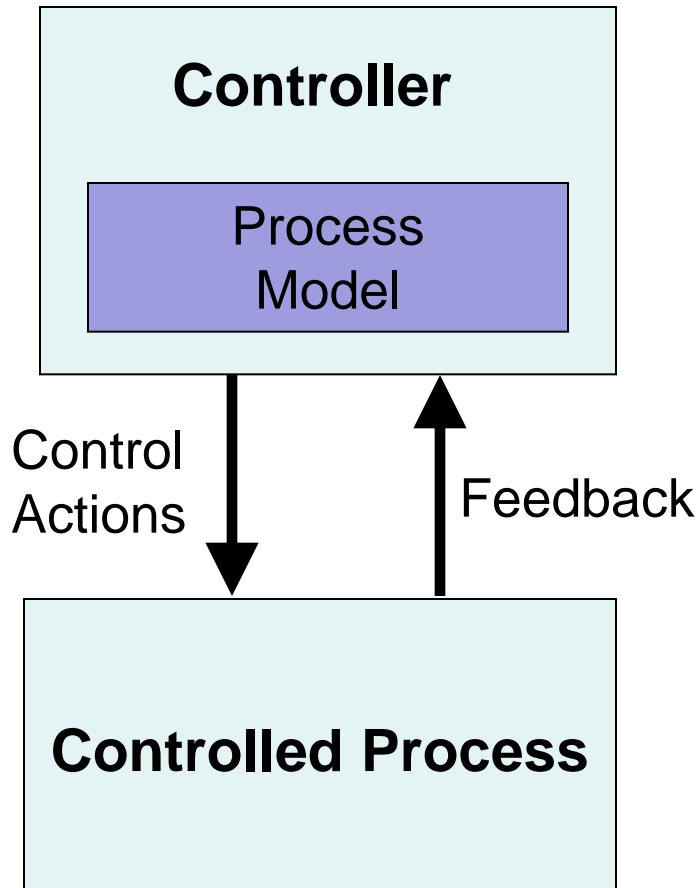 Controller
Process
Model
Control
Actions
Feedback
Controlled Process